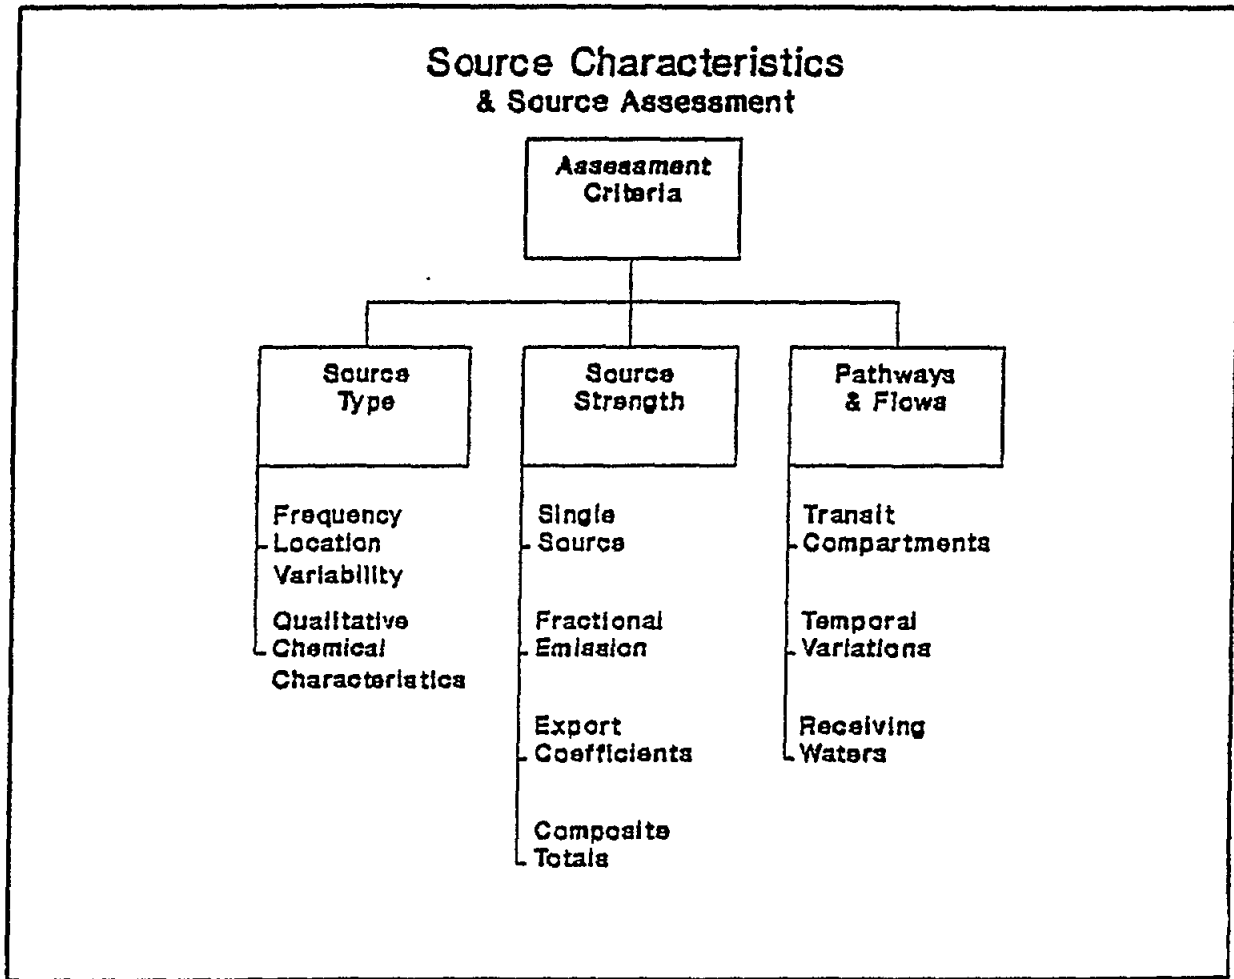 Source Characteristics
& Source Assessment
Assessment
Criteria
Source
Type
Source
Strength
Pathways
& Flows
Frequency
Location
Variability
Qualitative
Chemical
Characteristics
Single
Source
Fractional
Emission
Export
Coefficients
Composite
Totals
Transit
Compartments
Temporal
Variations
Receiving
Waters